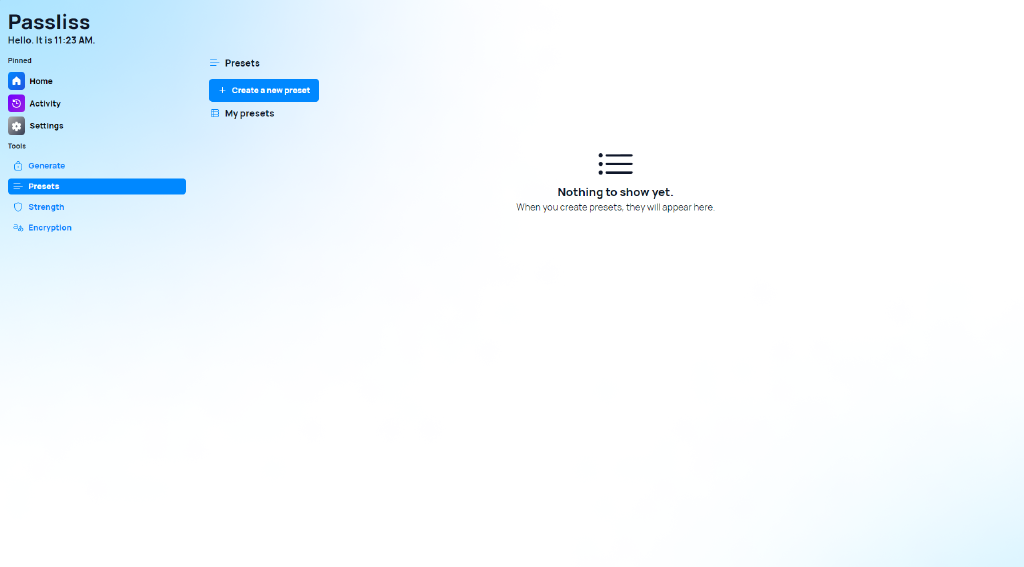 Passliss
Hello. It is 11:23 AM.
Pinned
Home
Activity
Settings
Tools
Generate
Presets
Strength
Encryption
Presets
Create a new preset
My presets
Nothing to show yet.
When you create presets, they will appear here.